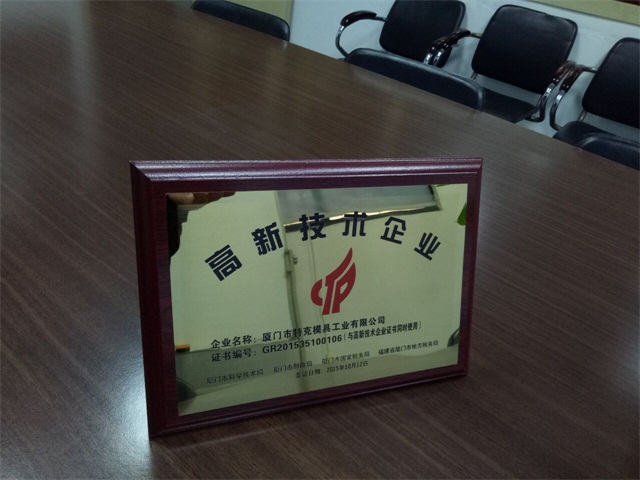 高新技术企业
企业名称：厦门市特克模具工业有限公司
证书编号：GR201535100106（与高新技术企业证书同时使用）
厦门市科学技术局 厦门市财政局 厦门市国家税务局 福建省厦门市地方税务局
发证日期：2015年10月12日